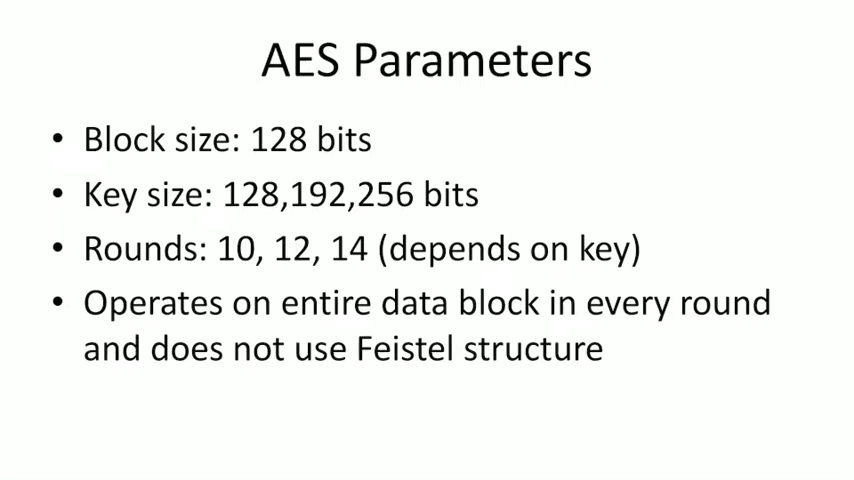 AES Parameters
• Block size: 128 bits
• Key size: 128,192,256 bits
• Rounds: 10, 12, 14 (depends on key)
• Operates on entire data block in every round
and does not use Feistel structure